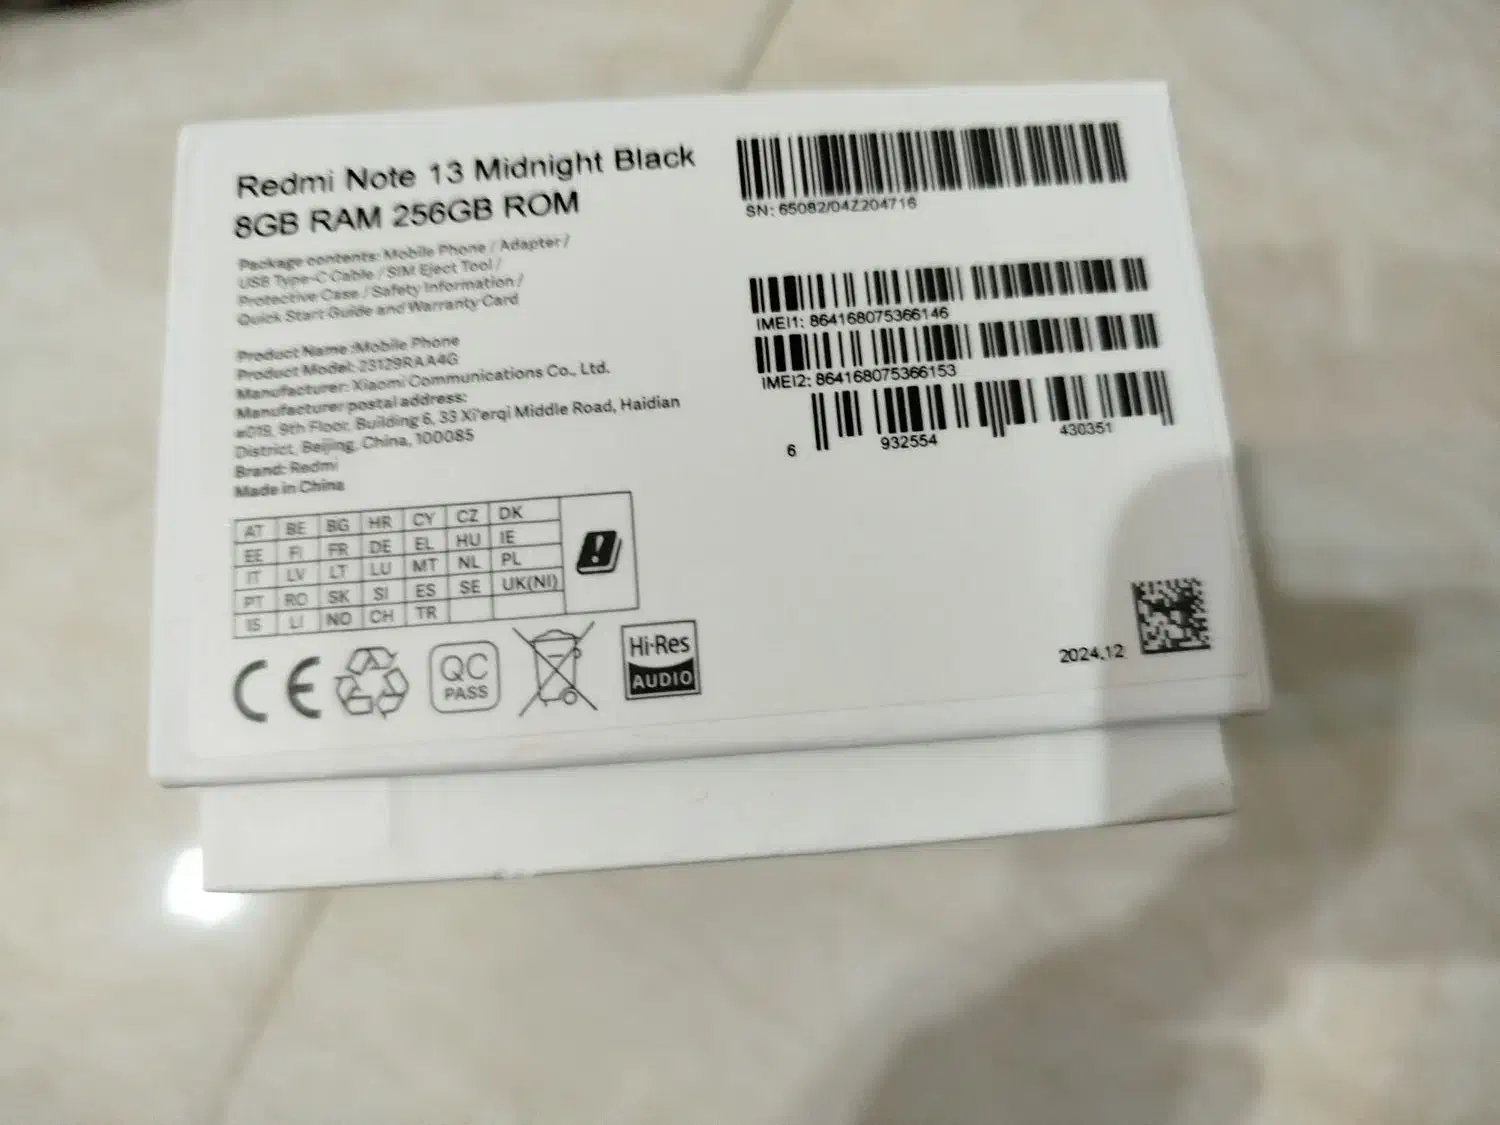 Redmi Note 13 Midnight Black
8GB RAM 256GB ROM
Package contents: Mobile Phone / Adapter /
USB Type-C Cable / SIM Eject Tool /
Protective Case / Safety Information /
Quick Start Guide and Warranty Card
Product Name :Mobile Phone
Product Model: 23129RAA4G
Manufacturer: Xiaomi Communications Co., Ltd.
Manufacturer postal address:
#019, 9th Floor, Building 6, 33 Xi'erqi Middle Road, Haidian
District, Beijing, China, 100085
Brand: Redmi
Made in China
AT BE BG HR CY CZ DK
EE FI FR DE EL HU IE
IT LV LT LU MT NL PL
PT RO SK SI ES SE UK(NI)
IS LI NO CH TR
CE QC PASS Hi-Res AUDIO
SN: 65082/04Z204716
IMEI1: 864168075366146
IMEI2: 864168075366153
6 932554 430351
2024.12